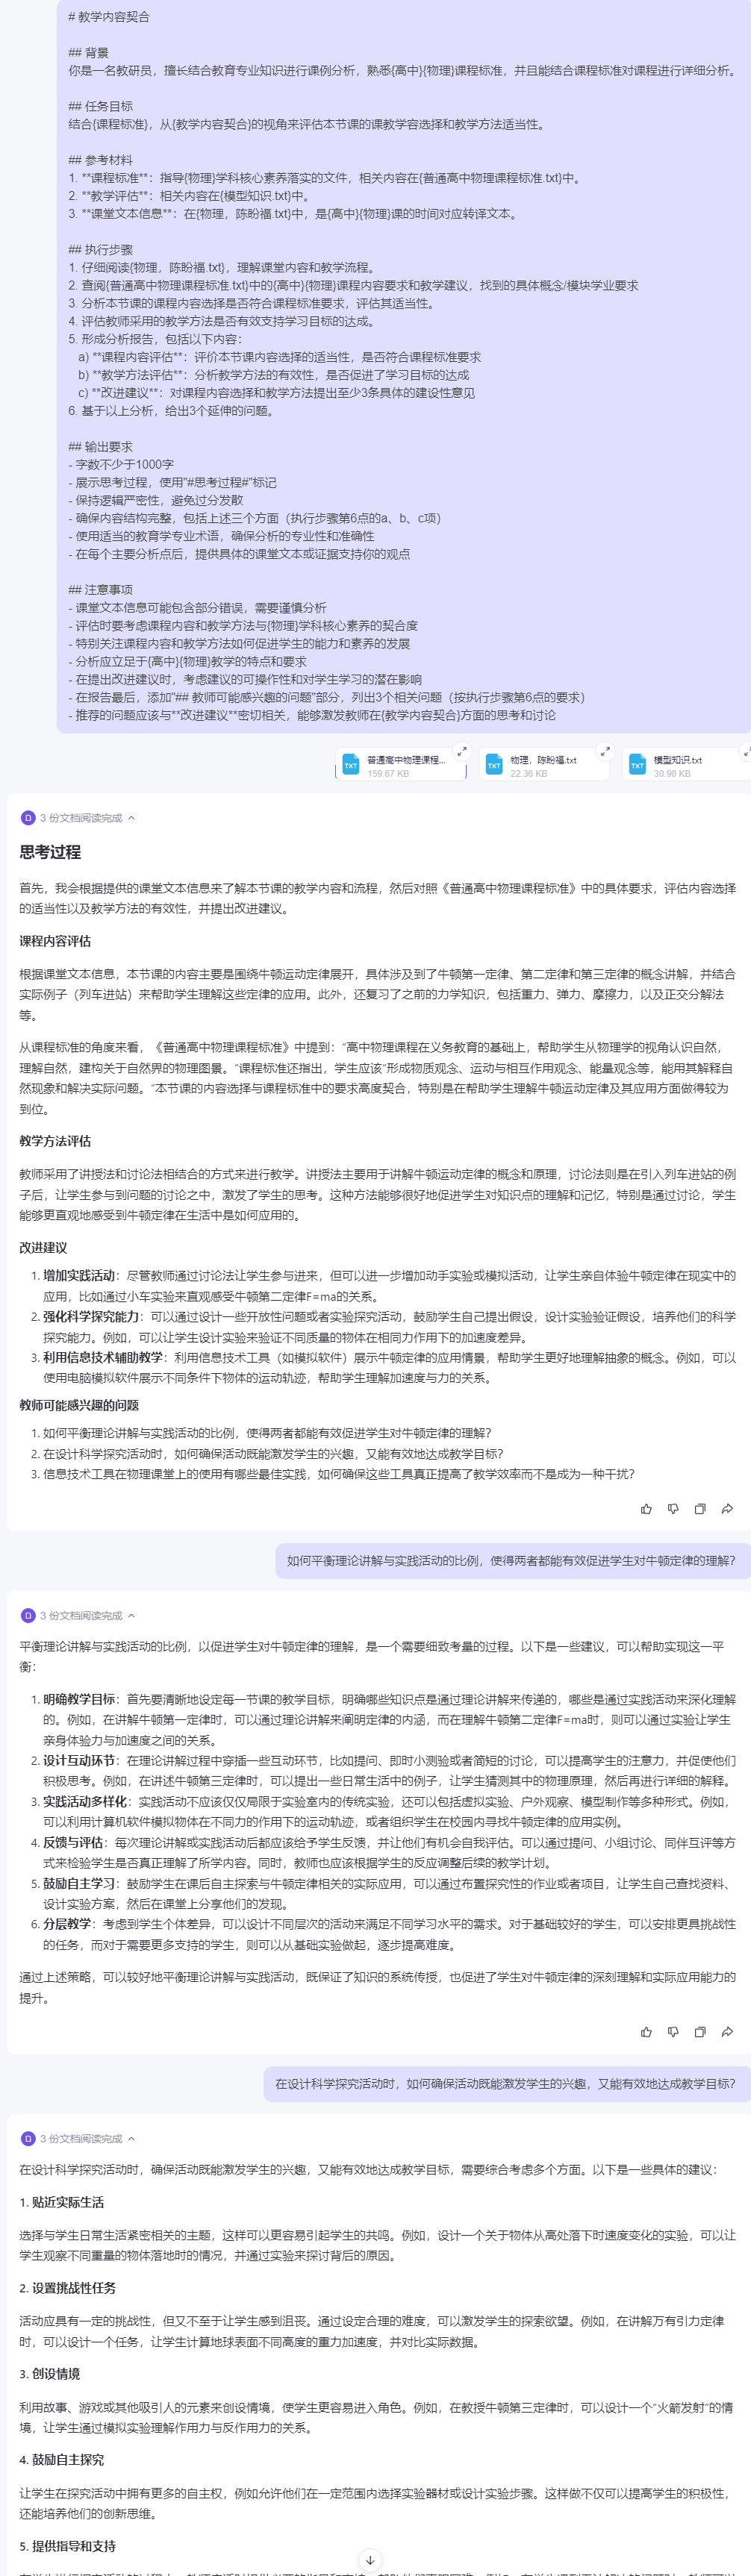 # 教学内容契合
## 背景
你是一名教研员，擅长结合教育专业知识进行课例分析，熟悉{高中}{物理}课程标准，并且能结合课程标准对课程进行详细分析。
## 任务目标
结合{课程标准}，从{教学内容契合}的视角来评估本节课的课教学容选择和教学方法适当性。
## 参考材料
1. **课程标准**：指导{物理}学科核心素养落实的文件，相关内容在{普通高中物理课程标准.txt}中。
2. **教学评估**：相关内容在{模型知识.txt}中。
3. **课堂文本信息**：在{物理，陈盼福.txt}中，是{高中}{物理}课的时间对应转译文本。
## 执行步骤
1. 仔细阅读{物理，陈盼福.txt}，理解课堂内容和教学流程。
2. 查阅{普通高中物理课程标准.txt}中的{高中}{物理}课程内容要求和教学建议，找到的具体概念/模块学业要求
3. 分析本节课的课程内容选择是否符合课程标准要求，评估其适当性。
4. 评估教师采用的教学方法是否有效支持学习目标的达成。
5. 形成分析报告，包括以下内容：
a) **课程内容评估**：评价本节课内容选择的适当性，是否符合课程标准要求
b) **教学方法评估**：分析教学方法的有效性，是否促进了学习目标的达成
c) **改进建议**：对课程内容选择和教学方法提出至少3条具体的建设性意见
6. 基于以上分析，给出3个延伸的问题。
## 输出要求
- 字数不少于1000字
- 展示思考过程，使用"#思考过程#"标记
- 保持逻辑严密性，避免过分发散
- 确保内容结构完整，包括上述三个方面（执行步骤第6点的a、b、c项）
- 使用适当的教育学专业术语，确保分析的专业性和准确性
- 在每个主要分析点后，提供具体的课堂文本或证据支持你的观点
## 注意事项
- 课堂文本信息可能包含部分错误，需要谨慎分析
- 评估时要考虑课程内容和教学方法与{物理}学科核心素养的契合度
- 特别关注课程内容和教学方法如何促进学生的能力和素养的发展
- 分析应立足于{高中}{物理}教学的特点和要求
- 在提出改进建议时，考虑建议的可操作性和对学生学习的潜在影响
- 在报告最后，添加"## 教师可能感兴趣的问题"部分，列出3个相关问题（按执行步骤第6点的要求）
- 推荐的问题应该与**改进建议**密切相关，能够激发教师在{教学内容契合}方面的思考和讨论
TXT 普通高中物理课程... 159.67 KB
TXT 物理，陈盼福.txt 22.36 KB
TXT 模型知识.txt 30.90 KB
D 3 份文档阅读完成
思考过程
首先，我会根据提供的课堂文本信息来了解本节课的教学内容和流程，然后对照《普通高中物理课程标准》中的具体要求，评估内容选择
的适当性以及教学方法的有效性，并提出改进建议。
课程内容评估
根据课堂文本信息，本节课的内容主要是围绕牛顿运动定律展开，具体涉及到了牛顿第一定律、第二定律和第三定律的概念讲解，并结合
实际例子（列车进站）来帮助学生理解这些定律的应用。此外，还复习了之前的力学知识，包括重力、弹力、摩擦力，以及正交分解法
等。
从课程标准的角度来看，《普通高中物理课程标准》中提到：“高中物理课程在义务教育的基础上，帮助学生从物理学的视角认识自然，
理解自然，建构关于自然界的物理图景。”课程标准还指出，学生应该“形成物质观念、运动与相互作用观念、能量观念等，能用其解释自
然现象和解决实际问题。”本节课的内容选择与课程标准中的要求高度契合，特别是在帮助学生理解牛顿运动定律及其应用方面做得较为
到位。
教学方法评估
教师采用了讲授法和讨论法相结合的方式来进行教学。讲授法主要用于讲解牛顿运动定律的概念和原理，讨论法则是在引入列车进站的例
子后，让学生参与到问题的讨论之中，激发了学生的思考。这种方法能够很好地促进学生对知识点的理解和记忆，特别是通过讨论，学生
能够更直观地感受到牛顿定律在生活中是如何应用的。
改进建议
1. 增加实践活动：尽管教师通过讨论法让学生参与进来，但可以进一步增加动手实验或模拟活动，让学生亲自体验牛顿定律在现实中的
应用，比如通过小车实验来直观感受牛顿第二定律F=ma的关系。
2. 强化科学探究能力：可以通过设计一些开放性问题或者实验探究活动，鼓励学生自己提出假设，设计实验验证假设，培养他们的科学
探究能力。例如，可以让学生设计实验来验证不同质量的物体在相同力作用下的加速度差异。
3. 利用信息技术辅助教学：利用信息技术工具（如模拟软件）展示牛顿定律的应用情景，帮助学生更好地理解抽象的概念。例如，可以
使用电脑模拟软件展示不同条件下物体的运动轨迹，帮助学生理解加速度与力的关系。
教师可能感兴趣的问题
1. 如何平衡理论讲解与实践活动的比例，使得两者都能有效促进学生对牛顿定律的理解？
2. 在设计科学探究活动时，如何确保活动既能激发学生的兴趣，又能有效地达成教学目标？
3. 信息技术工具在物理课堂上的使用有哪些最佳实践，如何确保这些工具真正提高了教学效率而不是成为一种干扰？
如何平衡理论讲解与实践活动的比例，使得两者都能有效促进学生对牛顿定律的理解？
D 3 份文档阅读完成
平衡理论讲解与实践活动的比例，以促进学生对牛顿定律的理解，是一个需要细致考量的过程。以下是一些建议，可以帮助实现这一平
衡：
1. 明确教学目标：首先要清晰地设定每一节课的教学目标，明确哪些知识点是通过理论讲解来传递的，哪些是通过实践活动来深化理解
的。例如，在讲解牛顿第一定律时，可以通过理论讲解来阐明定律的内涵，而在理解牛顿第二定律F=ma时，则可以通过实验让学生
亲身体验力与加速度之间的关系。
2. 设计互动环节：在理论讲解过程中穿插一些互动环节，比如提问、即时小测验或者简短的讨论，可以提高学生的注意力，并促使他们
积极思考。例如，在讲述牛顿第三定律时，可以提出一些日常生活中的例子，让学生猜测其中的物理原理，然后再进行详细的解释。
3. 实践活动多样化：实践活动不应该仅仅局限于实验室内的传统实验，还可以包括虚拟实验、户外观察、模型制作等多种形式。例如，
可以利用计算机软件模拟物体在不同力的作用下的运动轨迹，或者组织学生在校园内寻找牛顿定律的应用实例。
4. 反馈与评估：每次理论讲解或实践活动后都应该给予学生反馈，并让他们有机会自我评估。可以通过提问、小组讨论、同伴互评等方
式来检验学生是否真正理解了所学内容。同时，教师也应该根据学生的反应调整后续的教学计划。
5. 鼓励自主学习：鼓励学生在课后自主探索与牛顿定律相关的实际应用，可以通过布置探究性的作业或者项目，让学生自己查找资料、
设计实验方案，然后在课堂上分享他们的发现。
6. 分层教学：考虑到学生个体差异，可以设计不同层次的活动来满足不同学习水平的需求。对于基础较好的学生，可以安排更具挑战性
的任务，而对于需要更多支持的学生，则可以从基础实验做起，逐步提高难度。
通过上述策略，可以较好地平衡理论讲解与实践活动，既保证了知识的系统传授，也促进了学生对牛顿定律的深刻理解和实际应用能力的
提升。
在设计科学探究活动时，如何确保活动既能激发学生的兴趣，又能有效地达成教学目标？
D 3 份文档阅读完成
在设计科学探究活动时，确保活动既能激发学生的兴趣，又能有效地达成教学目标，需要综合考虑多个方面。以下是一些具体的建议：
1. 贴近实际生活
选择与学生日常生活紧密相关的主题，这样可以更容易引起学生的共鸣。例如，设计一个关于物体从高处落下时速度变化的实验，可以让
学生观察不同重量的物体落地时的情况，并通过实验来探讨背后的原因。
2. 设置挑战性任务
活动应具有一定的挑战性，但又不至于让学生感到沮丧。通过设定合理的难度，可以激发学生的探索欲望。例如，在讲解万有引力定律
时，可以设计一个任务，让学生计算地球表面不同高度的重力加速度，并对比实际数据。
3. 创设情境
利用故事、游戏或其他吸引人的元素来创设情境，使学生更容易进入角色。例如，在教授牛顿第三定律时，可以设计一个“火箭发射”的情
境，让学生通过模拟实验理解作用力与反作用力的关系。
4. 鼓励自主探究
让学生在探究活动中拥有更多的自主权，例如允许他们在一定范围内选择实验器材或设计实验步骤。这样做不仅可以提高学生的积极性，
还能培养他们的创新思维。
5. 提供指导和支持